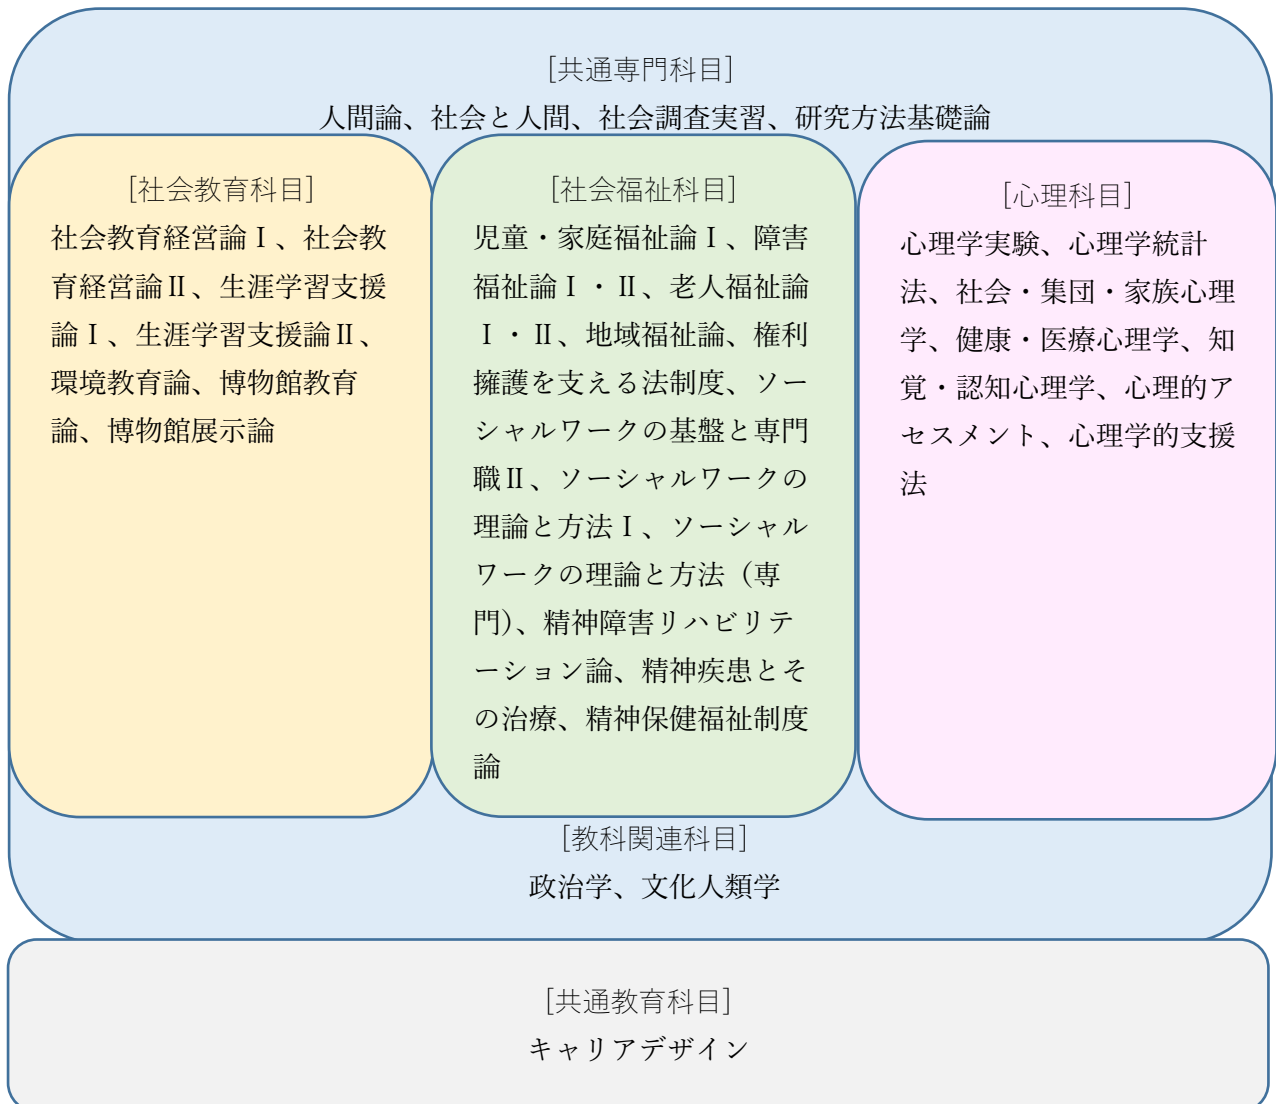 [共通専門科目]
人間論、社会と人間、社会調査実習、研究方法基礎論
[社会教育科目]
社会教育経営論Ⅰ、社会教
育経営論Ⅱ、生涯学習支援
論Ⅰ、生涯学習支援論Ⅱ、
環境教育論、博物館教育
論、博物館展示論
[社会福祉科目]
児童・家庭福祉論Ⅰ、障害
福祉論Ⅰ・Ⅱ、老人福祉論
Ⅰ・Ⅱ、地域福祉論、権利
擁護を支える法制度、ソー
シャルワークの基盤と専門
職Ⅱ、ソーシャルワークの
理論と方法Ⅰ、ソーシャル
ワークの理論と方法（専
門）、精神障害リハビリテ
ーション論、精神疾患とそ
の治療、精神保健福祉制度
論
[心理科目]
心理学実験、心理学統計
法、社会・集団・家族心理
学、健康・医療心理学、知
覚・認知心理学、心理的ア
セスメント、心理学的支援
法
[教科関連科目]
政治学、文化人類学
[共通教育科目]
キャリアデザイン